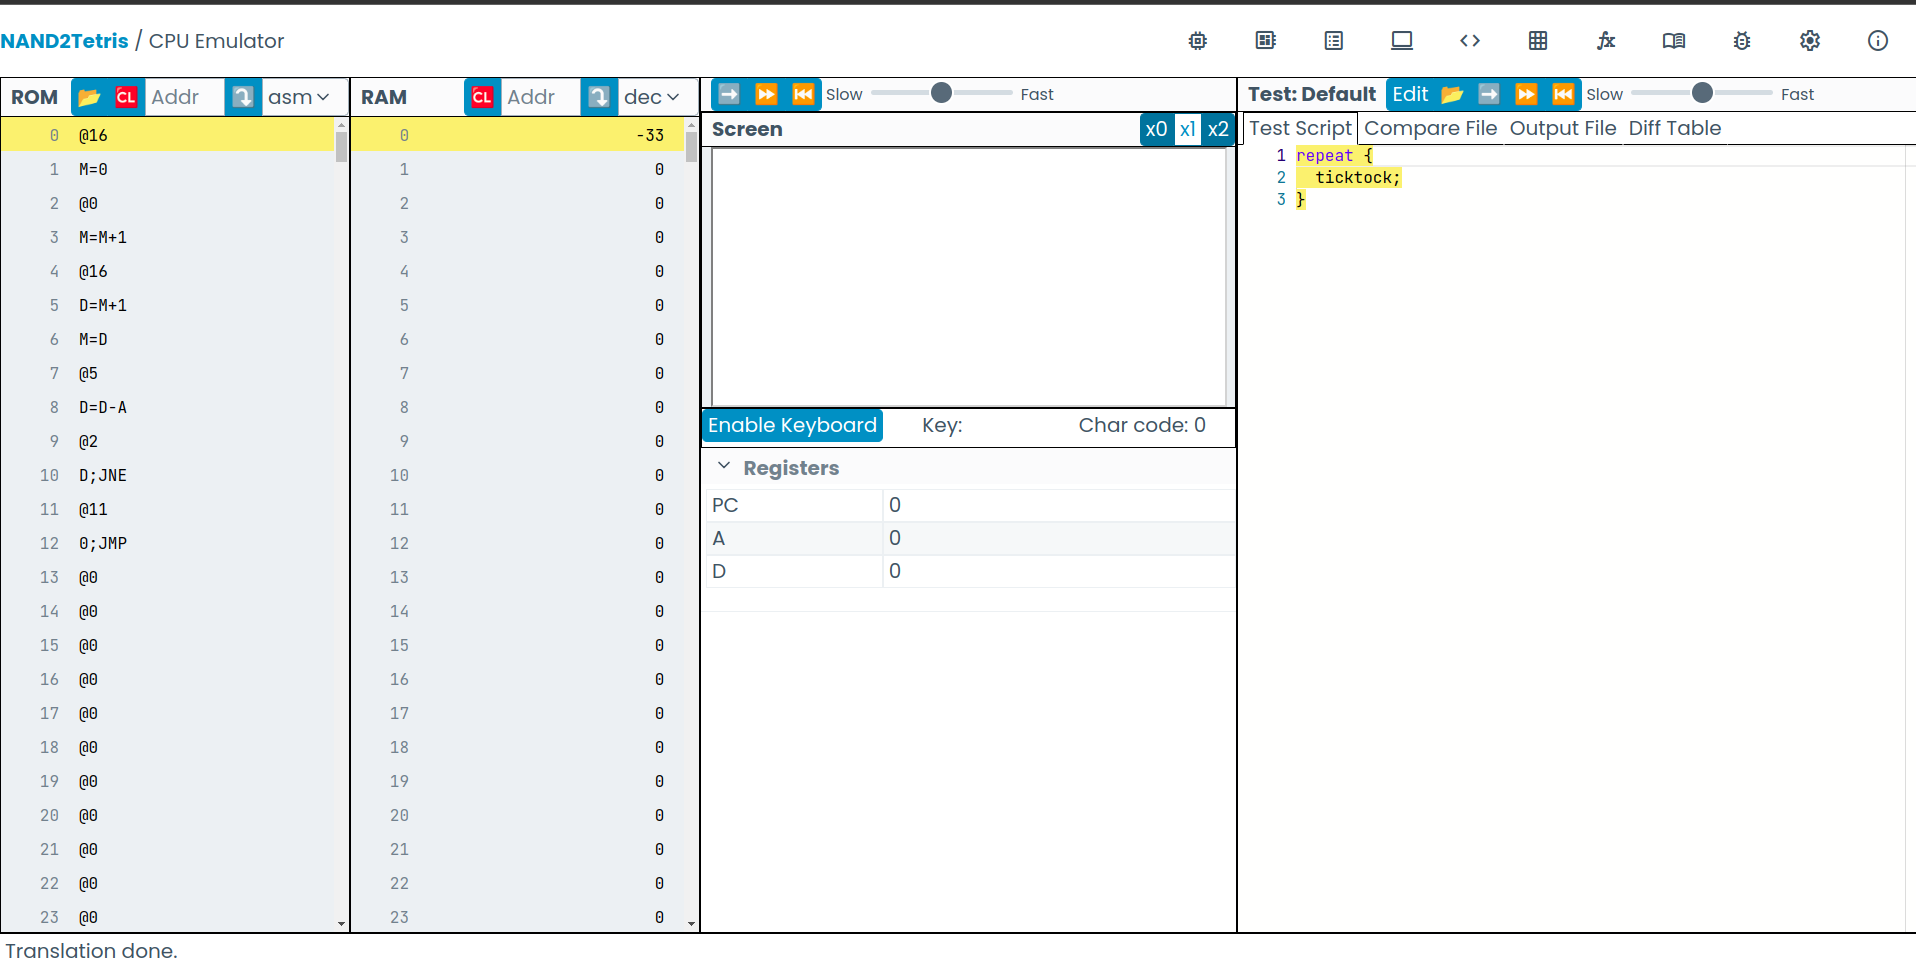 NAND2Tetris / CPU Emulator
ROM CL Addr asm
0 @16
1 M=0
2 @0
3 M=M+1
4 @16
5 D=M+1
6 M=D
7 @5
8 D=D-A
9 @2
10 D;JNE
11 @11
12 0;JMP
13 @0
14 @0
15 @0
16 @0
17 @0
18 @0
19 @0
20 @0
21 @0
22 @0
23 @0
RAM CL Addr dec
0 -33
1 0
2 0
3 0
4 0
5 0
6 0
7 0
8 0
9 0
10 0
11 0
12 0
13 0
14 0
15 0
16 0
17 0
18 0
19 0
20 0
21 0
22 0
23 0
Slow Fast
Screen x0 x1 x2
Enable Keyboard Key: Char code: 0
Registers
PC 0
A 0
D 0
Test: Default Edit Slow Fast
Test Script Compare File Output File Diff Table
1 repeat {
2 ticktock;
3 }
Translation done.